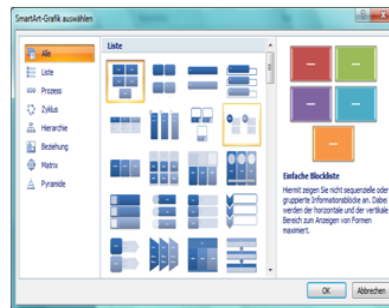 SmartArt-Grafik auswählen
Alle
Liste
Prozess
Zyklus
Hierarchie
Beziehung
Matrix
Pyramide
Liste
Einfache Blockliste
Hiermit zeigen Sie nicht sequenzielle oder
gruppierte Informationsblöcke an. Dabei
werden der horizontale und der vertikale
Bereich zum Anzeigen von Formen
maximiert.
OK
Abbrechen